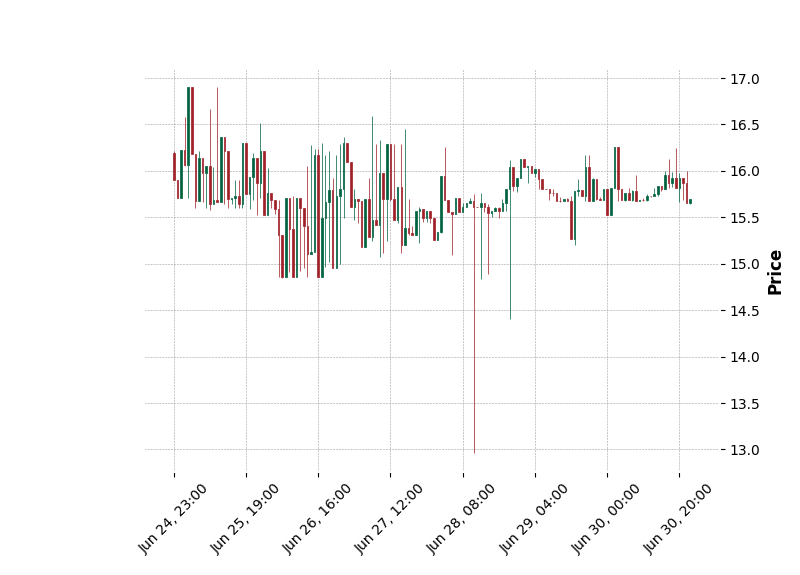 17.0
16.5
16.0
15.5
15.0
14.5
14.0
13.5
13.0
Price
Jun 24, 23:00
Jun 25, 19:00
Jun 26, 16:00
Jun 27, 12:00
Jun 28, 08:00
Jun 29, 04:00
Jun 30, 00:00
Jun 30, 20:00